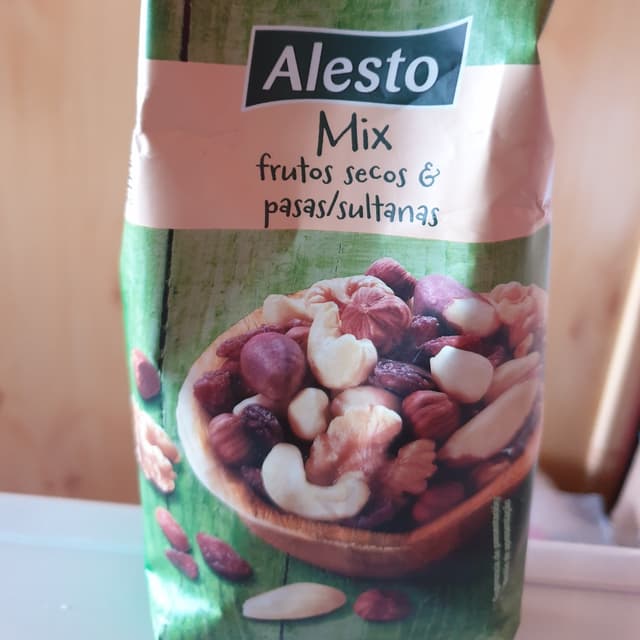 Alesto
Mix
frutos secos &
pasas/sultanas